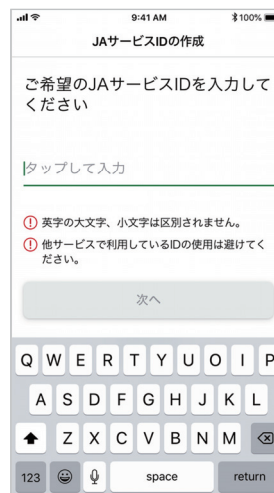 9:41 AM
100%
JAサービスIDの作成
ご希望のJAサービスIDを入力して
ください
タップして入力
英字の大文字、小文字は区別されません。
他サービスで利用しているIDの使用は避けてく
ださい。
次へ
Q W E R T Y U O I P
A S D F G H J K L
Z X C V B N M
123 space return